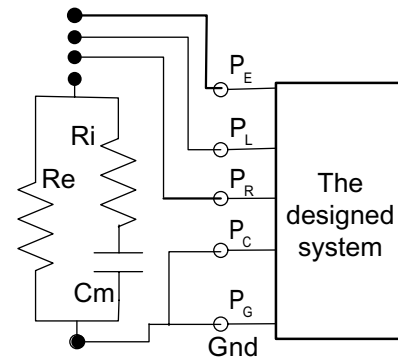 P_E
Ri
P_L
Re
P_R
The
designed
system
P_C
Cm
P_G
Gnd